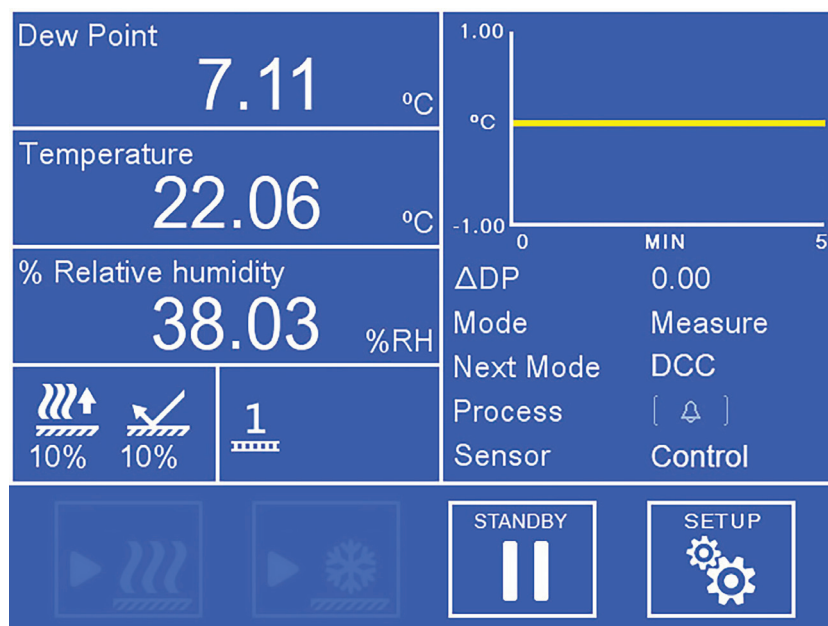 Dew Point
7.11 ºC
Temperature
22.06 ºC
% Relative humidity
38.03 %RH
10% 10%
1
1.00
ºC
-1.00
0 MIN 5
ΔDP 0.00
Mode Measure
Next Mode DCC
Process [ ]
Sensor Control
STANDBY
SETUP